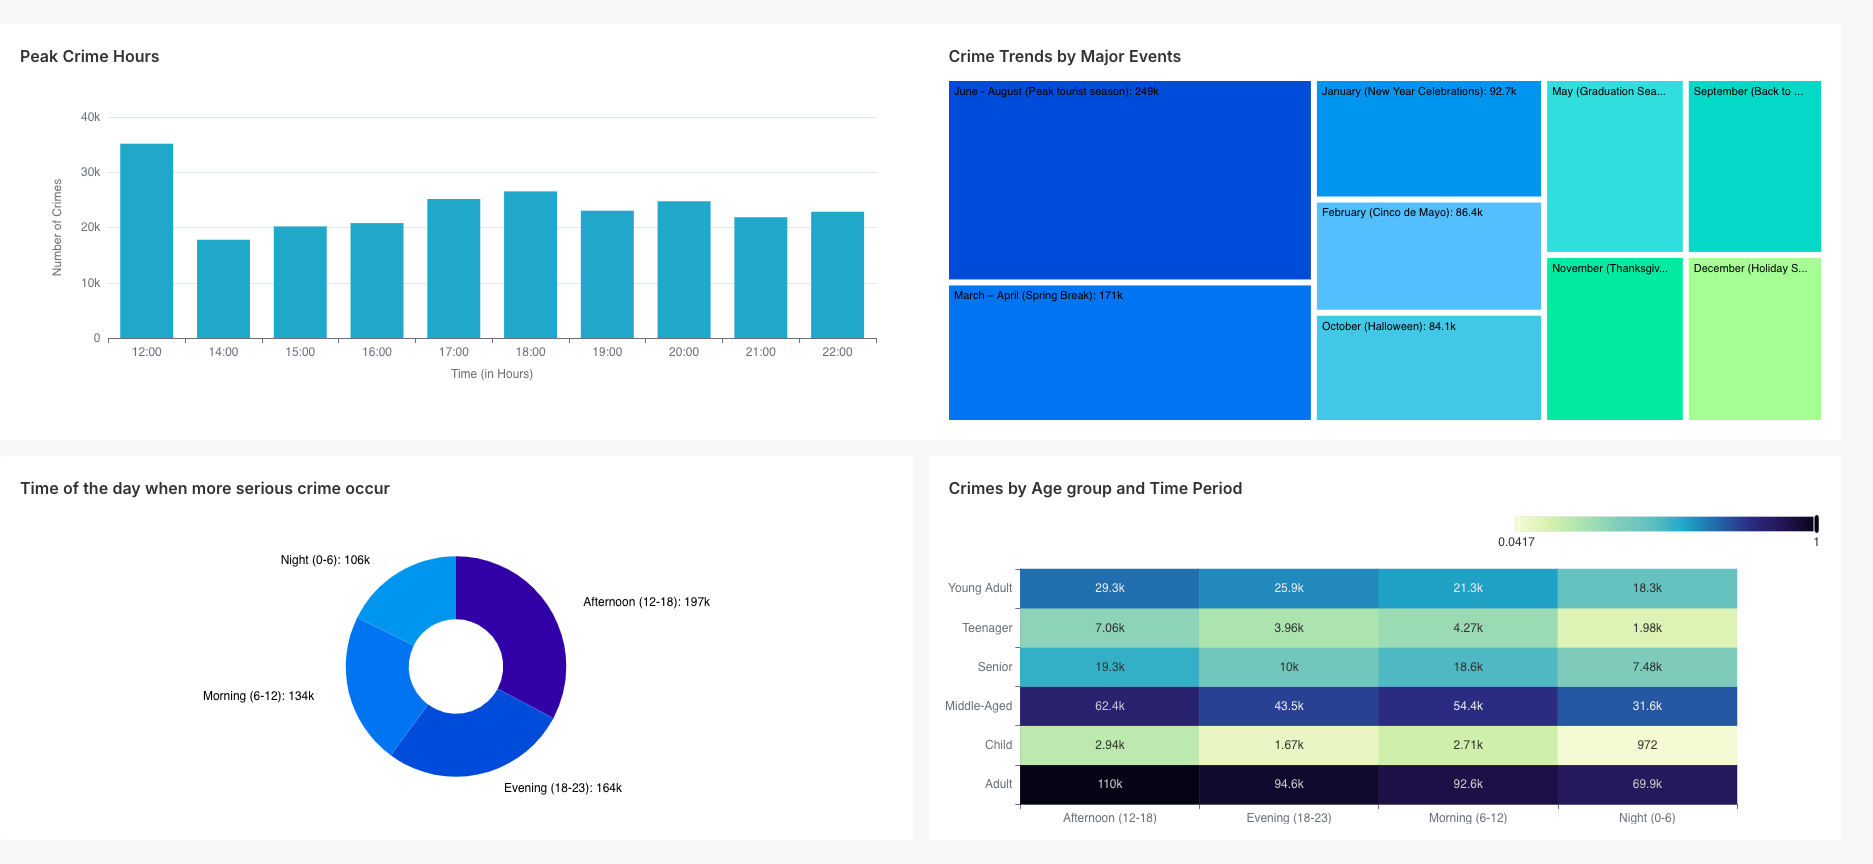 Peak Crime Hours
40k
30k
20k
10k
0
Number of Crimes
12:00 14:00 15:00 16:00 17:00 18:00 19:00 20:00 21:00 22:00
Time (in Hours)
Crime Trends by Major Events
June - August (Peak tourist season): 249k
March – April (Spring Break): 171k
January (New Year Celebrations): 92.7k
February (Cinco de Mayo): 86.4k
October (Halloween): 84.1k
May (Graduation Sea...
September (Back to ...
November (Thanksgiv...
December (Holiday S...
Time of the day when more serious crime occur
Night (0-6): 106k
Afternoon (12-18): 197k
Morning (6-12): 134k
Evening (18-23): 164k
Crimes by Age group and Time Period
0.0417 1
Young Adult 29.3k 25.9k 21.3k 18.3k
Teenager 7.06k 3.96k 4.27k 1.98k
Senior 19.3k 10k 18.6k 7.48k
Middle-Aged 62.4k 43.5k 54.4k 31.6k
Child 2.94k 1.67k 2.71k 972
Adult 110k 94.6k 92.6k 69.9k
Afternoon (12-18) Evening (18-23) Morning (6-12) Night (0-6)